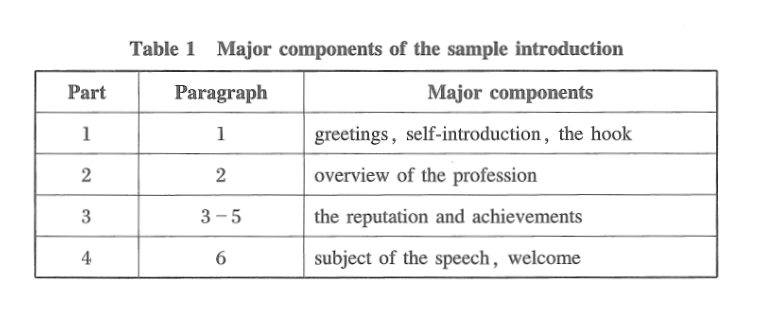 Table 1 Major components of the sample introduction
Part Paragraph Major components
1 1 greetings, self-introduction, the hook
2 2 overview of the profession
3 3-5 the reputation and achievements
4 6 subject of the speech, welcome